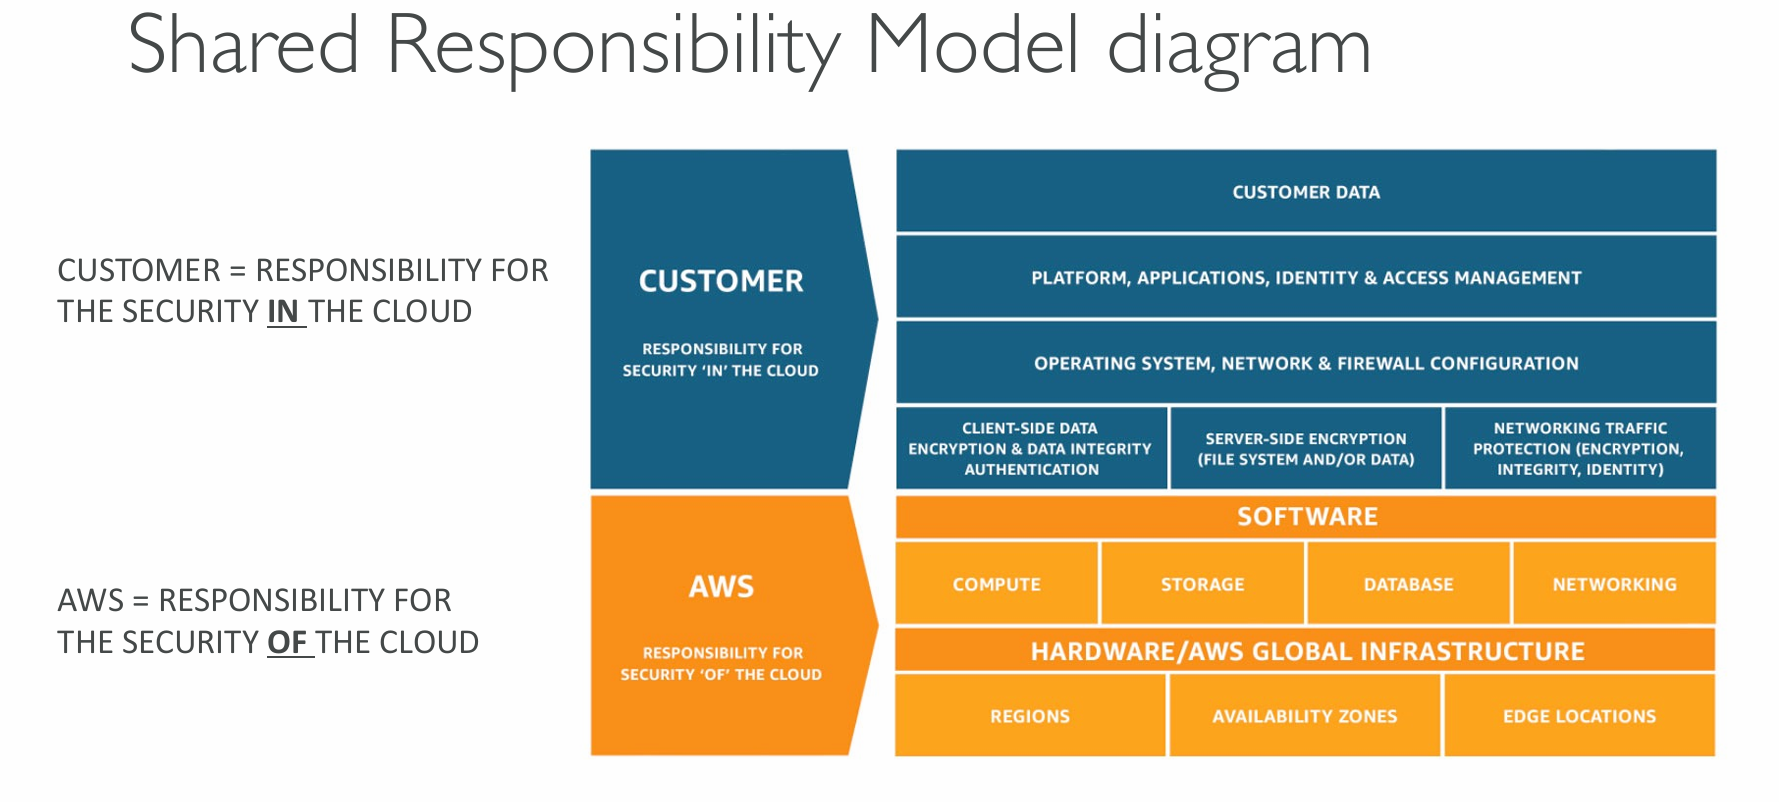 Shared Responsibility Model diagram
CUSTOMER = RESPONSIBILITY FOR
THE SECURITY IN THE CLOUD
CUSTOMER
RESPONSIBILITY FOR
SECURITY ‘IN’ THE CLOUD
CUSTOMER DATA
PLATFORM, APPLICATIONS, IDENTITY & ACCESS MANAGEMENT
OPERATING SYSTEM, NETWORK & FIREWALL CONFIGURATION
CLIENT-SIDE DATA
ENCRYPTION & DATA INTEGRITY
AUTHENTICATION
SERVER-SIDE ENCRYPTION
(FILE SYSTEM AND/OR DATA)
NETWORKING TRAFFIC
PROTECTION (ENCRYPTION,
INTEGRITY, IDENTITY)
AWS = RESPONSIBILITY FOR
THE SECURITY OF THE CLOUD
AWS
RESPONSIBILITY FOR
SECURITY ‘OF’ THE CLOUD
SOFTWARE
COMPUTE
STORAGE
DATABASE
NETWORKING
HARDWARE/AWS GLOBAL INFRASTRUCTURE
REGIONS
AVAILABILITY ZONES
EDGE LOCATIONS